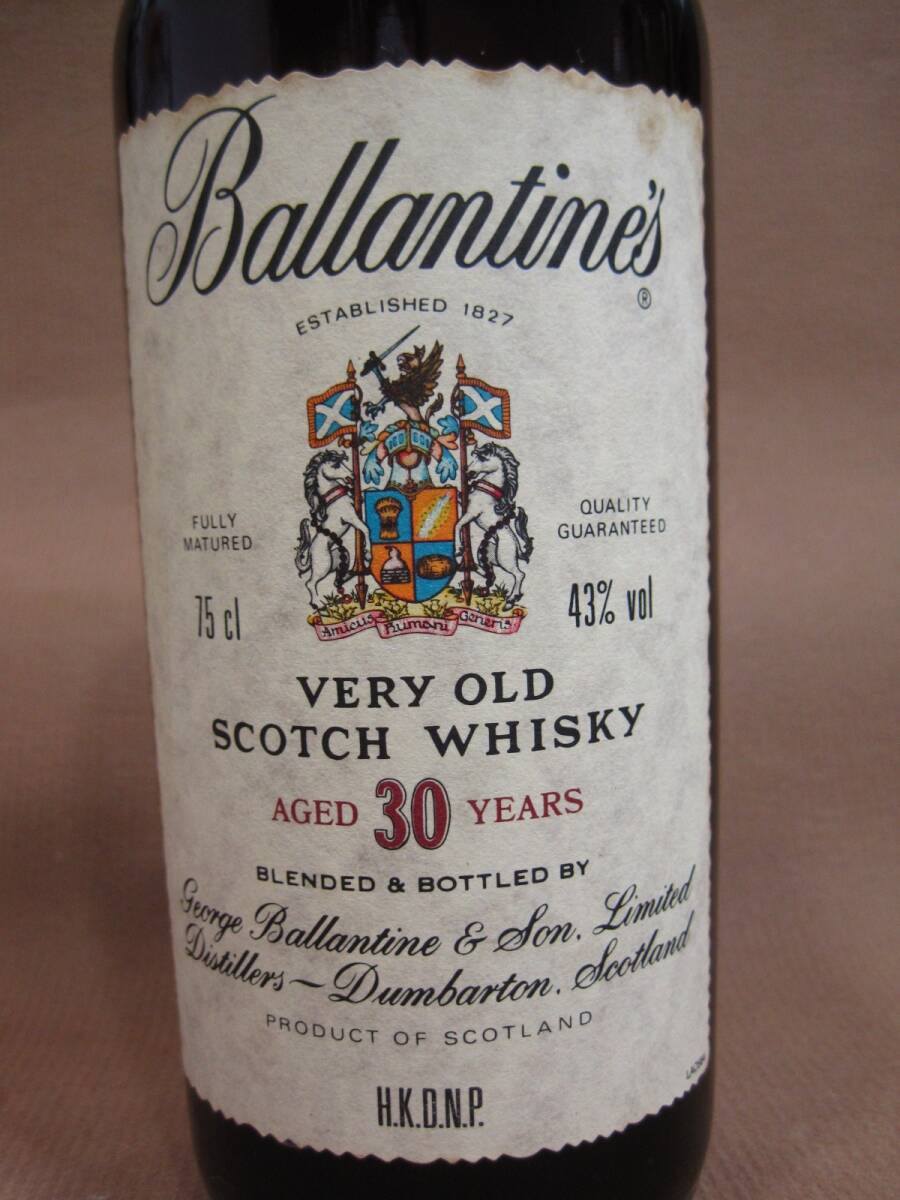 Ballantine's
®
ESTABLISHED 1827
FULLY
MATURED
QUALITY
GUARANTEED
75 cl
43% vol
Amicus Humani Generis
VERY OLD
SCOTCH WHISKY
AGED 30 YEARS
BLENDED & BOTTLED BY
George Ballantine & Son, Limited
Distillers — Dumbarton, Scotland
PRODUCT OF SCOTLAND
H.K.D.N.P.